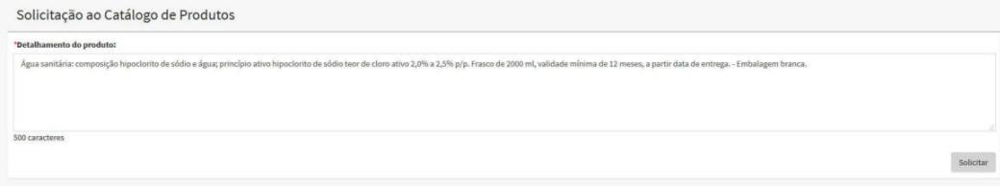 Solicitação ao Catálogo de Produtos
*Detalhamento do produto:
Água sanitária: composição hipoclorito de sódio e água; princípio ativo hipoclorito de sódio teor de cloro ativo 2,0% a 2,5% p/p. Frasco de 2000 ml, validade mínima de 12 meses, a partir data de entrega. - Embalagem branca.
500 caracteres
Solicitar